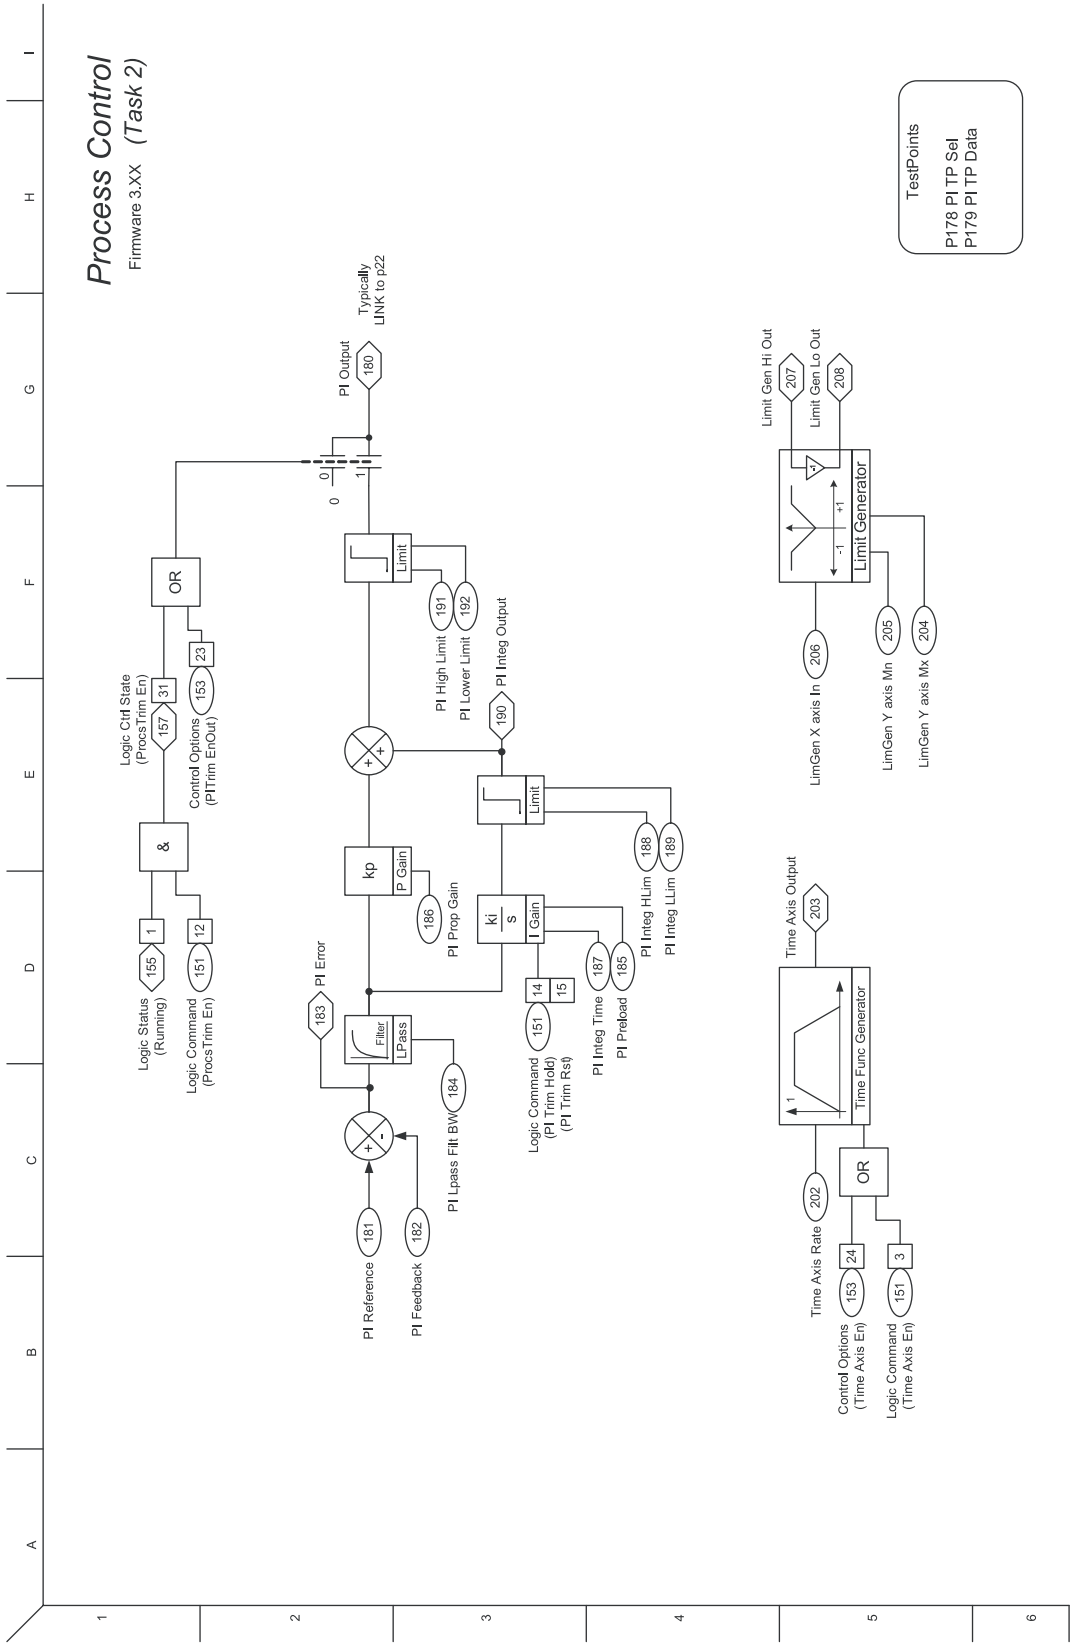 Process Control
Firmware 3.XX (Task 2)
A
B
C
D
E
F
G
H
I
1
2
3
4
5
6
Logic Status
(Running)
155
1
Logic Command
(ProcsTrim En)
151
12
&
Logic Ctrl State
(ProcsTrim En)
157
31
Control Options
(PITrim EnOut)
153
23
OR
PI Reference
181
PI Feedback
182
+
-
PI Error
183
Filter
LPass
184
PI Lpass Filt BW
kp
P Gain
186
PI Prop Gain
ki
s
I Gain
151
14
15
Logic Command
(PI Trim Hold)
(PI Trim Rst)
187
PI Integ Time
185
PI Preload
Limit
188
PI Integ HLim
189
PI Integ LLim
190
PI Integ Output
+
+
Limit
191
PI High Limit
192
PI Lower Limit
0
0
1
PI Output
180
Typically
LINK to p22
Time Axis Rate
202
Control Options
(Time Axis En)
153
24
Logic Command
(Time Axis En)
151
3
OR
1
Time Func Generator
Time Axis Output
203
LimGen X axis In
206
LimGen Y axis Mn
205
LimGen Y axis Mx
204
-1
+1
-1
Limit Generator
Limit Gen Hi Out
207
Limit Gen Lo Out
208
TestPoints
P178 PI TP Sel
P179 PI TP Data